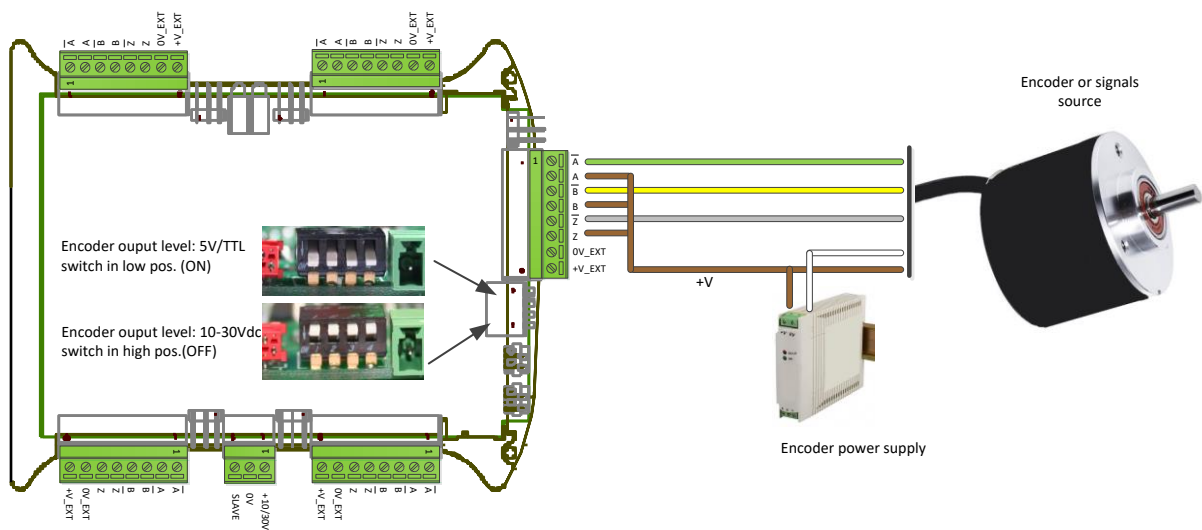 A̅ A B̅ B Z̅ Z 0V_EXT +V_EXT
1
A̅ A B̅ B Z̅ Z 0V_EXT +V_EXT
1
Encoder or signals
source
1
A̅
A
B̅
B
Z̅
Z
0V_EXT
+V_EXT
+V
Encoder ouput level: 5V/TTL
switch in low pos. (ON)
Encoder ouput level: 10-30Vdc
switch in high pos.(OFF)
Encoder power supply
1
+V_EXT 0V_EXT Z Z̅ B B̅ A A̅
1
SLAVE 0V +10/30V
1
+V_EXT 0V_EXT Z Z̅ B B̅ A A̅